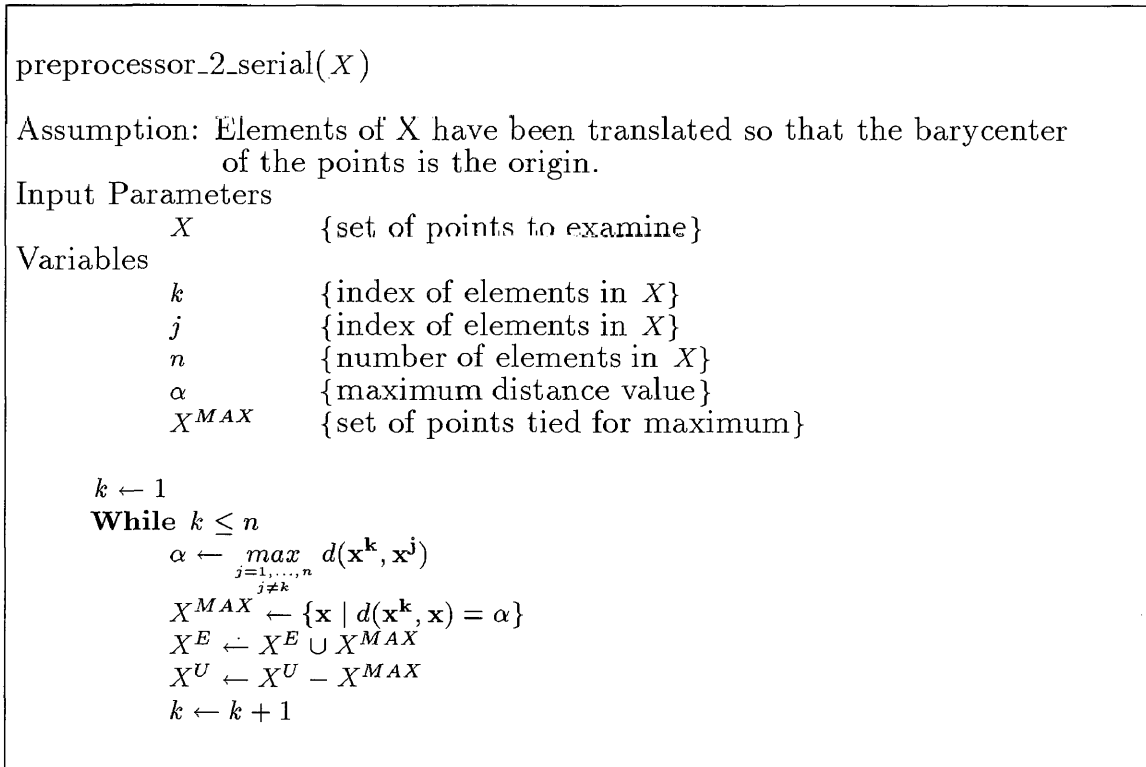 preprocessor_2_serial(X)
Assumption: Elements of X have been translated so that the barycenter
of the points is the origin.
Input Parameters
X {set of points to examine}
Variables
k {index of elements in X}
j {index of elements in X}
n {number of elements in X}
α {maximum distance value}
X^{MAX} {set of points tied for maximum}
k ← 1
While k ≤ n
α ← max d(x^k, x^j)
j=1,...,n
j≠k
X^{MAX} ← {x | d(x^k, x) = α}
X^E ← X^E ∪ X^{MAX}
X^U ← X^U − X^{MAX}
k ← k + 1